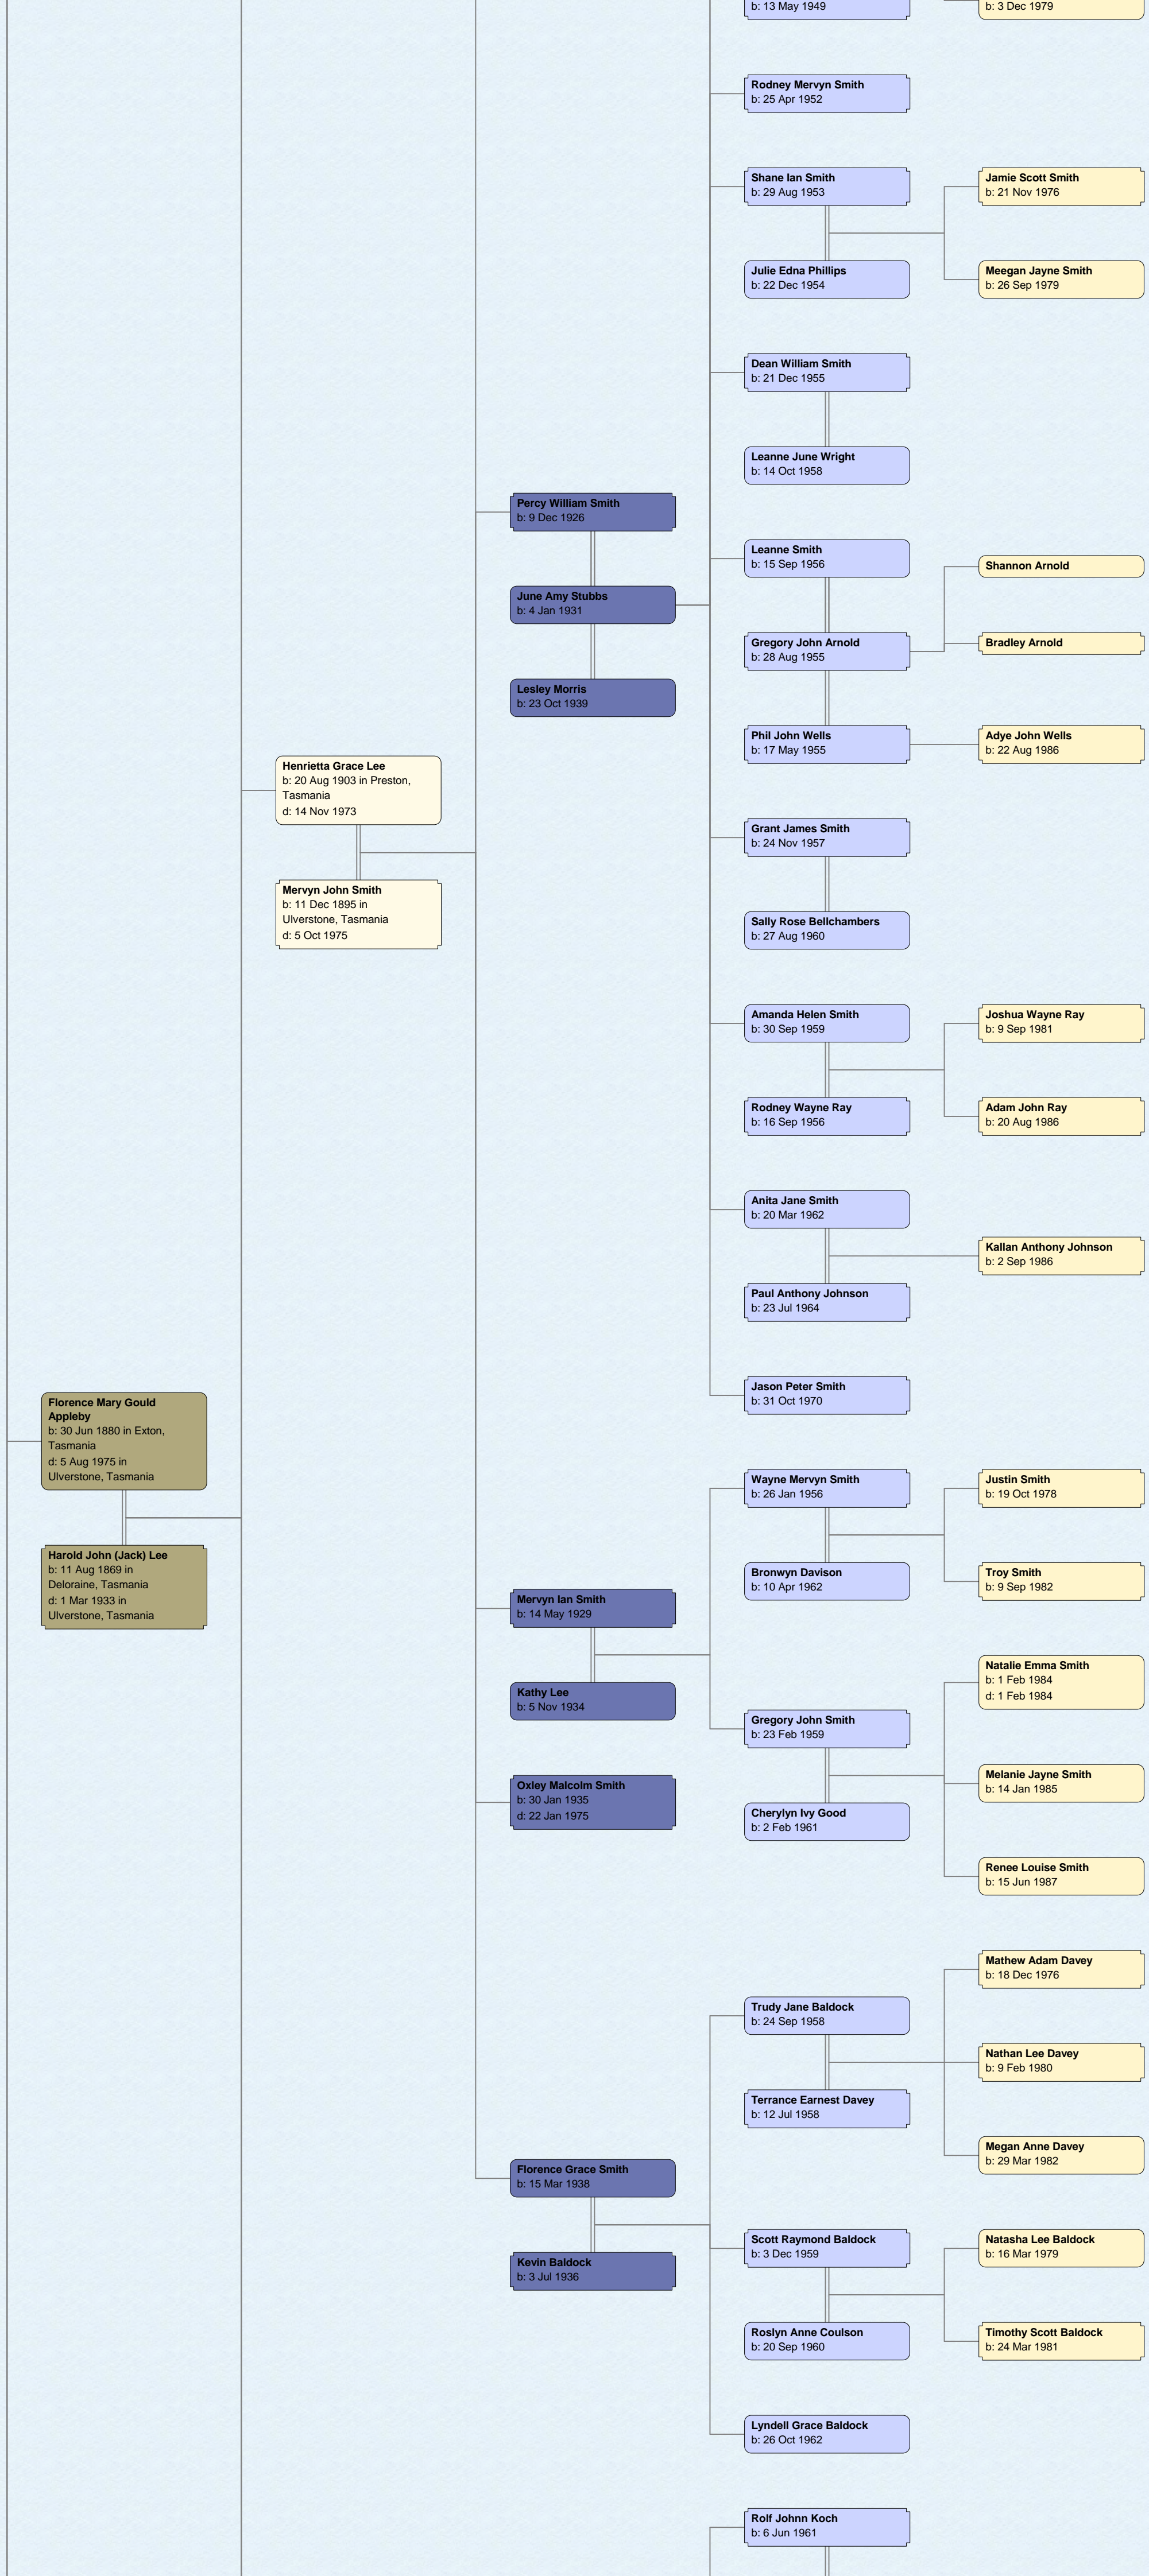 b: 13 May 1949
b: 3 Dec 1979
Rodney Mervyn Smith
b: 25 Apr 1952
Shane Ian Smith
b: 29 Aug 1953
Jamie Scott Smith
b: 21 Nov 1976
Julie Edna Phillips
b: 22 Dec 1954
Meegan Jayne Smith
b: 26 Sep 1979
Dean William Smith
b: 21 Dec 1955
Leanne June Wright
b: 14 Oct 1958
Percy William Smith
b: 9 Dec 1926
Leanne Smith
b: 15 Sep 1956
Shannon Arnold
June Amy Stubbs
b: 4 Jan 1931
Gregory John Arnold
b: 28 Aug 1955
Bradley Arnold
Lesley Morris
b: 23 Oct 1939
Phil John Wells
b: 17 May 1955
Adye John Wells
b: 22 Aug 1986
Henrietta Grace Lee
b: 20 Aug 1903 in Preston,
Tasmania
d: 14 Nov 1973
Grant James Smith
b: 24 Nov 1957
Mervyn John Smith
b: 11 Dec 1895 in
Ulverstone, Tasmania
d: 5 Oct 1975
Sally Rose Bellchambers
b: 27 Aug 1960
Amanda Helen Smith
b: 30 Sep 1959
Joshua Wayne Ray
b: 9 Sep 1981
Rodney Wayne Ray
b: 16 Sep 1956
Adam John Ray
b: 20 Aug 1986
Anita Jane Smith
b: 20 Mar 1962
Kallan Anthony Johnson
b: 2 Sep 1986
Paul Anthony Johnson
b: 23 Jul 1964
Jason Peter Smith
b: 31 Oct 1970
Florence Mary Gould
Appleby
b: 30 Jun 1880 in Exton,
Tasmania
d: 5 Aug 1975 in
Ulverstone, Tasmania
Wayne Mervyn Smith
b: 26 Jan 1956
Justin Smith
b: 19 Oct 1978
Harold John (Jack) Lee
b: 11 Aug 1869 in
Deloraine, Tasmania
d: 1 Mar 1933 in
Ulverstone, Tasmania
Bronwyn Davison
b: 10 Apr 1962
Troy Smith
b: 9 Sep 1982
Mervyn Ian Smith
b: 14 May 1929
Natalie Emma Smith
b: 1 Feb 1984
d: 1 Feb 1984
Kathy Lee
b: 5 Nov 1934
Gregory John Smith
b: 23 Feb 1959
Melanie Jayne Smith
b: 14 Jan 1985
Oxley Malcolm Smith
b: 30 Jan 1935
d: 22 Jan 1975
Cherylyn Ivy Good
b: 2 Feb 1961
Renee Louise Smith
b: 15 Jun 1987
Mathew Adam Davey
b: 18 Dec 1976
Trudy Jane Baldock
b: 24 Sep 1958
Nathan Lee Davey
b: 9 Feb 1980
Terrance Earnest Davey
b: 12 Jul 1958
Megan Anne Davey
b: 29 Mar 1982
Florence Grace Smith
b: 15 Mar 1938
Scott Raymond Baldock
b: 3 Dec 1959
Natasha Lee Baldock
b: 16 Mar 1979
Kevin Baldock
b: 3 Jul 1936
Roslyn Anne Coulson
b: 20 Sep 1960
Timothy Scott Baldock
b: 24 Mar 1981
Lyndell Grace Baldock
b: 26 Oct 1962
Rolf Johnn Koch
b: 6 Jun 1961